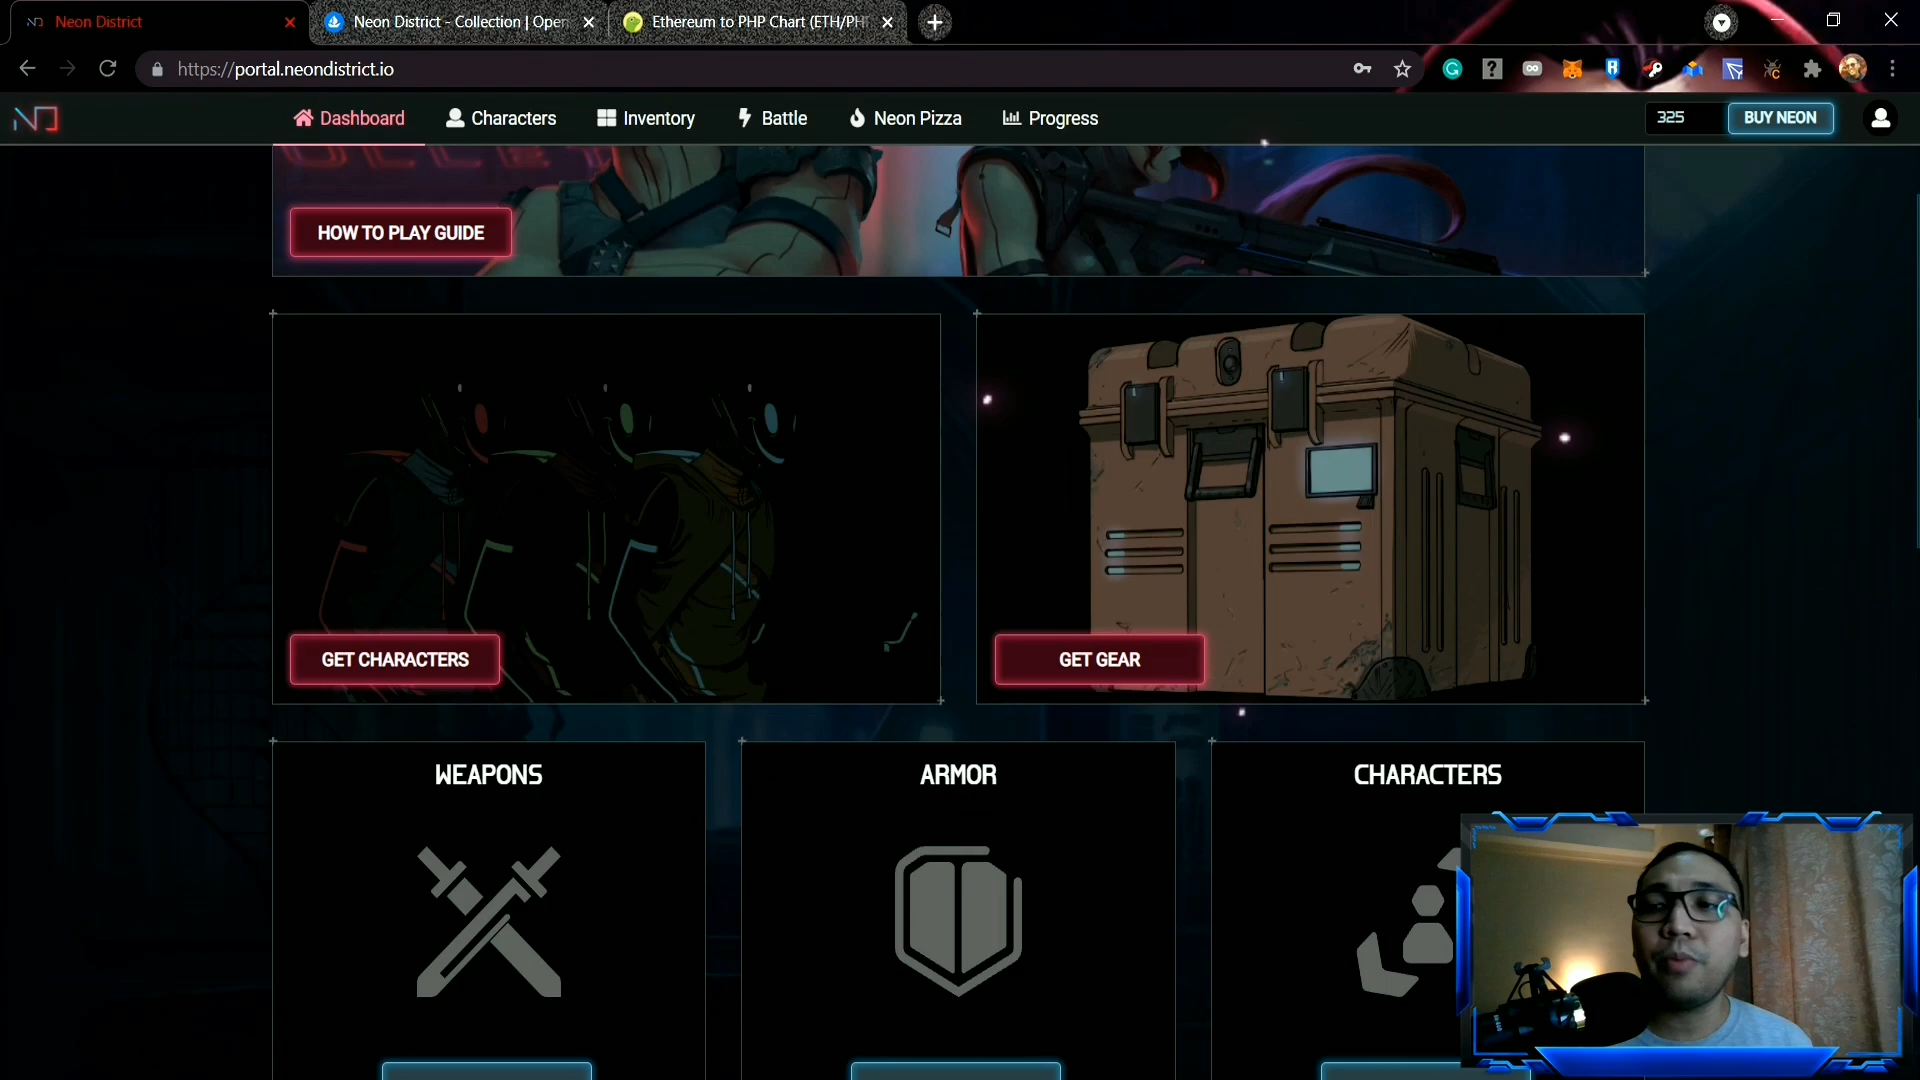 Neon District
Neon District - Collection | Open
Ethereum to PHP Chart (ETH/PH
https://portal.neondistrict.io
ND
Dashboard
Characters
Inventory
Battle
Neon Pizza
Progress
325
BUY NEON
HOW TO PLAY GUIDE
GET CHARACTERS
GET GEAR
WEAPONS
ARMOR
CHARACTERS